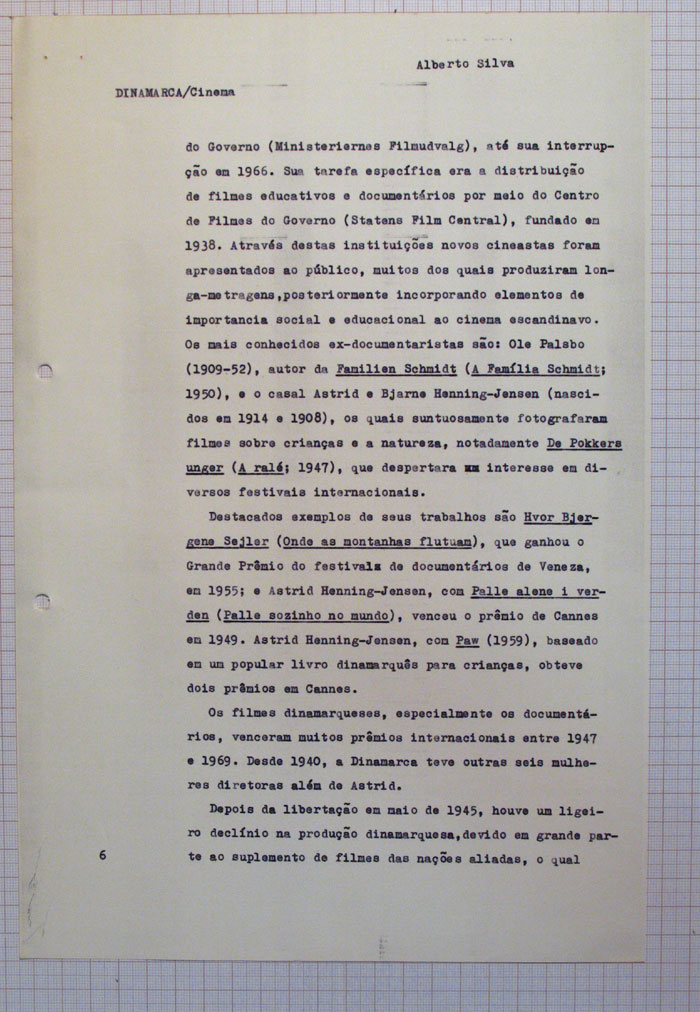 Alberto Silva
DINAMARCA/Cinema
do Governo (Ministeriernes Filmudvalg), até sua interrup-
ção em 1966. Sua tarefa específica era a distribuição
de filmes educativos e documentários por meio do Centro
de Filmes do Governo (Statens Film Central), fundado em
1938. Através destas instituições novos cineastas foram
apresentados ao público, muitos dos quais produziram lon-
ga-metragens,posteriormente incorporando elementos de
importancia social e educacional ao cinema escandinavo.
Os mais conhecidos ex-documentaristas são: Ole Palsbo
(1909-52), autor da Familien Schmidt (A Família Schmidt;
1950), e o casal Astrid e Bjarne Henning-Jensen (nasci-
dos em 1914 e 1908), os quais suntuosamente fotografaram
filmes sobre crianças e a natureza, notadamente De Pokkers
unger (A ralé; 1947), que despertara interesse em di-
versos festivais internacionais.
Destacados exemplos de seus trabalhos são Hvor Bjer-
gene Sejler (Onde as montanhas flutuam), que ganhou o
Grande Prêmio do festival de documentários de Veneza,
em 1955; e Astrid Henning-Jensen, com Palle alene i ver-
den (Palle sozinho no mundo), venceu o prêmio de Cannes
em 1949. Astrid Henning-Jensen, com Paw (1959), baseado
em um popular livro dinamarquês para crianças, obteve
dois prêmios em Cannes.
Os filmes dinamarqueses, especialmente os documentá-
rios, venceram muitos prêmios internacionais entre 1947
e 1969. Desde 1940, a Dinamarca teve outras seis mulhe-
res diretoras além de Astrid.
Depois da libertação em maio de 1945, houve um ligei-
ro declínio na produção dinamarquesa,devido em grande par-
te ao suplemento de filmes das nações aliadas, o qual
6